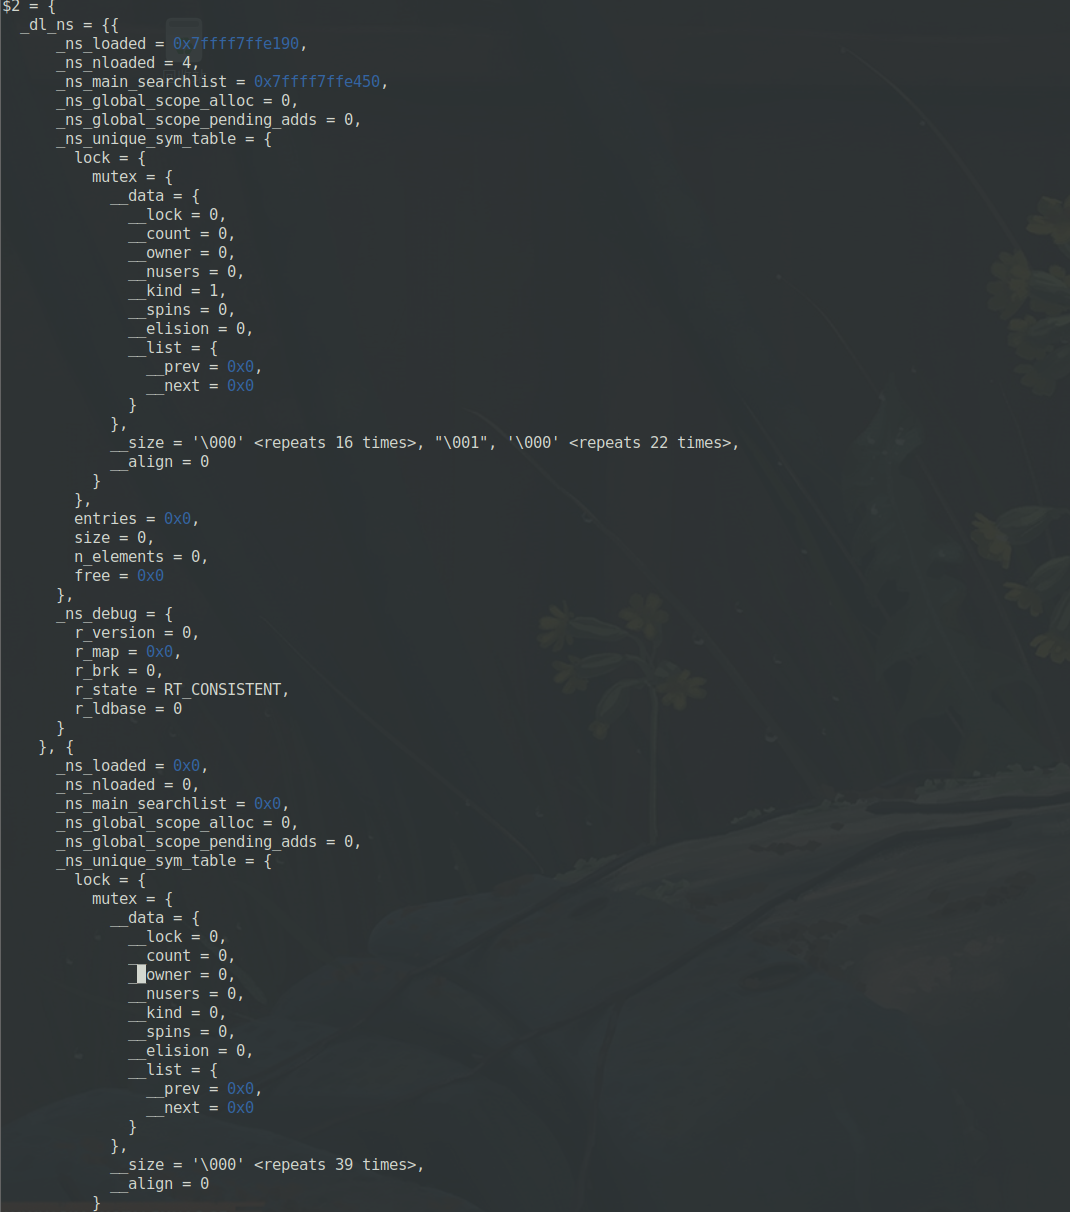 $2 = {
  _dl_ns = {{
      _ns_loaded = 0x7ffff7ffe190,
      _ns_nloaded = 4,
      _ns_main_searchlist = 0x7ffff7ffe450,
      _ns_global_scope_alloc = 0,
      _ns_global_scope_pending_adds = 0,
      _ns_unique_sym_table = {
        lock = {
          mutex = {
            __data = {
              __lock = 0,
              __count = 0,
              __owner = 0,
              __nusers = 0,
              __kind = 1,
              __spins = 0,
              __elision = 0,
              __list = {
                __prev = 0x0,
                __next = 0x0
              }
            },
            __size = '\000' <repeats 16 times>, "\001", '\000' <repeats 22 times>,
            __align = 0
          }
        },
        entries = 0x0,
        size = 0,
        n_elements = 0,
        free = 0x0
      },
      _ns_debug = {
        r_version = 0,
        r_map = 0x0,
        r_brk = 0,
        r_state = RT_CONSISTENT,
        r_ldbase = 0
      }
    }, {
      _ns_loaded = 0x0,
      _ns_nloaded = 0,
      _ns_main_searchlist = 0x0,
      _ns_global_scope_alloc = 0,
      _ns_global_scope_pending_adds = 0,
      _ns_unique_sym_table = {
        lock = {
          mutex = {
            __data = {
              __lock = 0,
              __count = 0,
              __owner = 0,
              __nusers = 0,
              __kind = 0,
              __spins = 0,
              __elision = 0,
              __list = {
                __prev = 0x0,
                __next = 0x0
              }
            },
            __size = '\000' <repeats 39 times>,
            __align = 0
          }